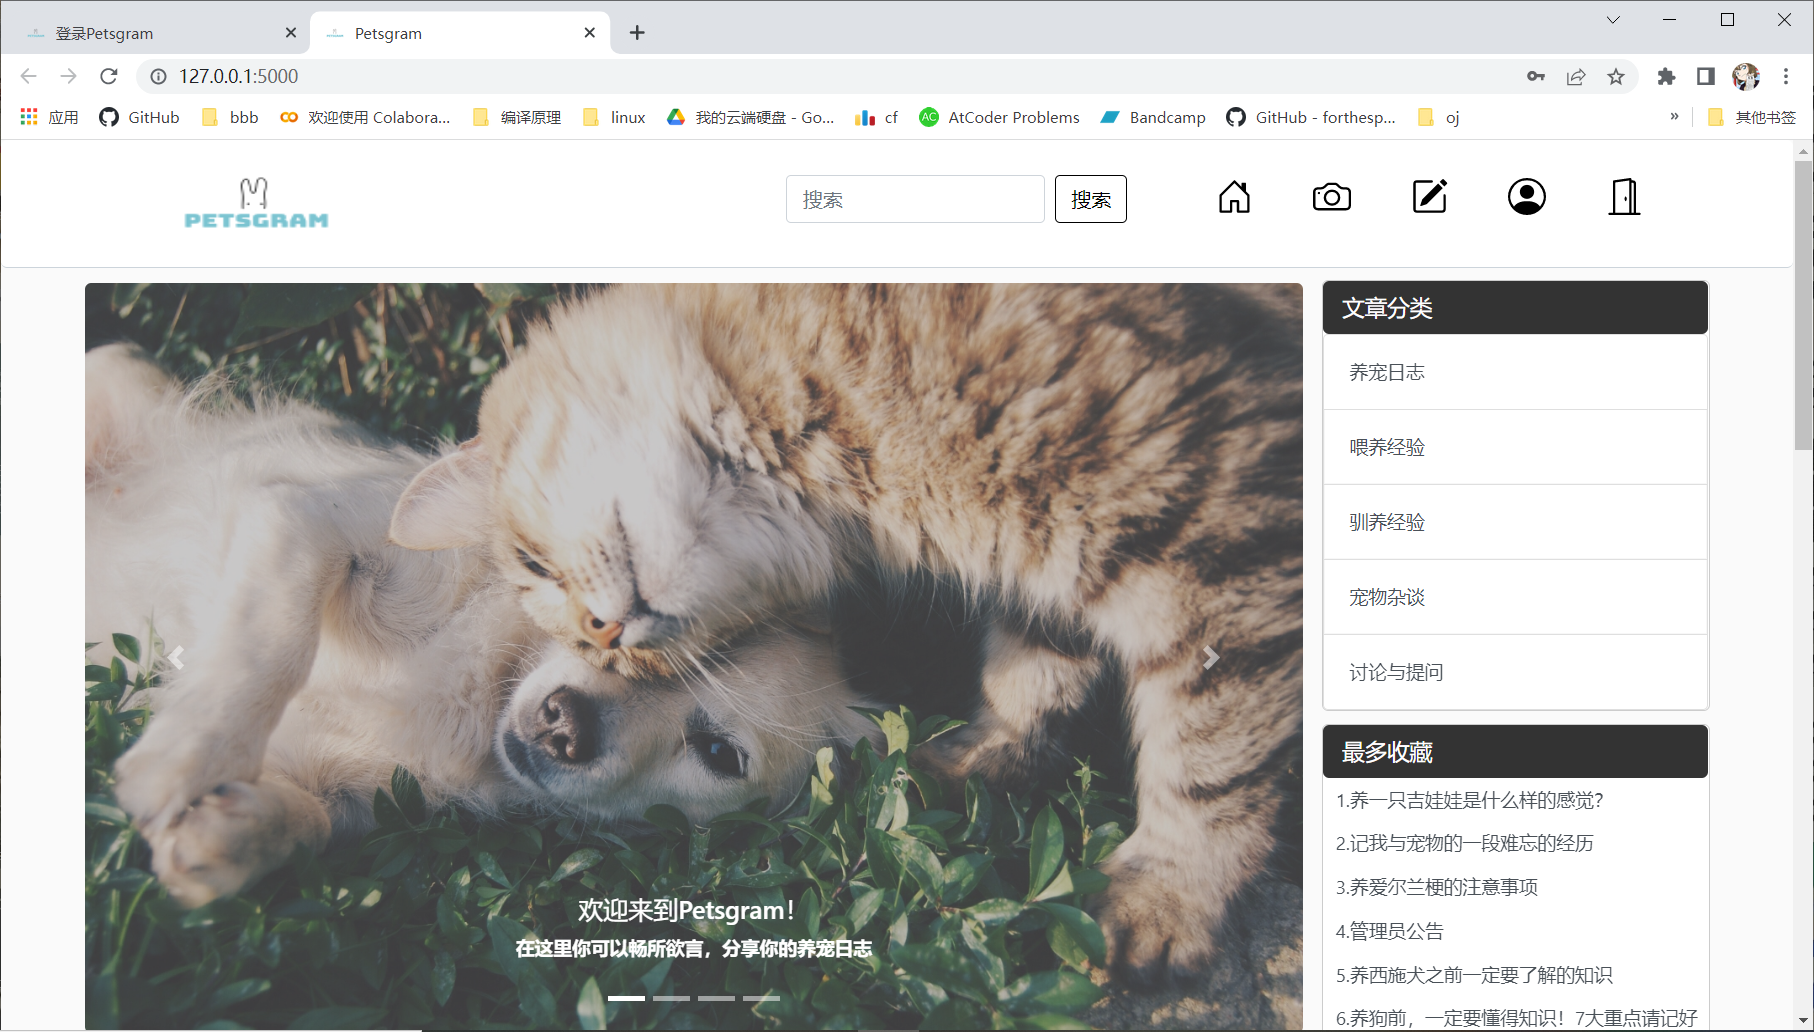 登录Petsgram
Petsgram
127.0.0.1:5000
应用
GitHub
bbb
欢迎使用 Colabora...
编译原理
linux
我的云端硬盘 - Go...
cf
AC
AtCoder Problems
Bandcamp
GitHub - forthesp...
oj
»
其他书签
PETSGRAM
搜索
搜索
文章分类
养宠日志
喂养经验
驯养经验
宠物杂谈
讨论与提问
最多收藏
1.养一只吉娃娃是什么样的感觉?
2.记我与宠物的一段难忘的经历
3.养爱尔兰梗的注意事项
4.管理员公告
5.养西施犬之前一定要了解的知识
6.养狗前，一定要懂得知识！7大重点请记好
欢迎来到Petsgram！
在这里你可以畅所欲言，分享你的养宠日志